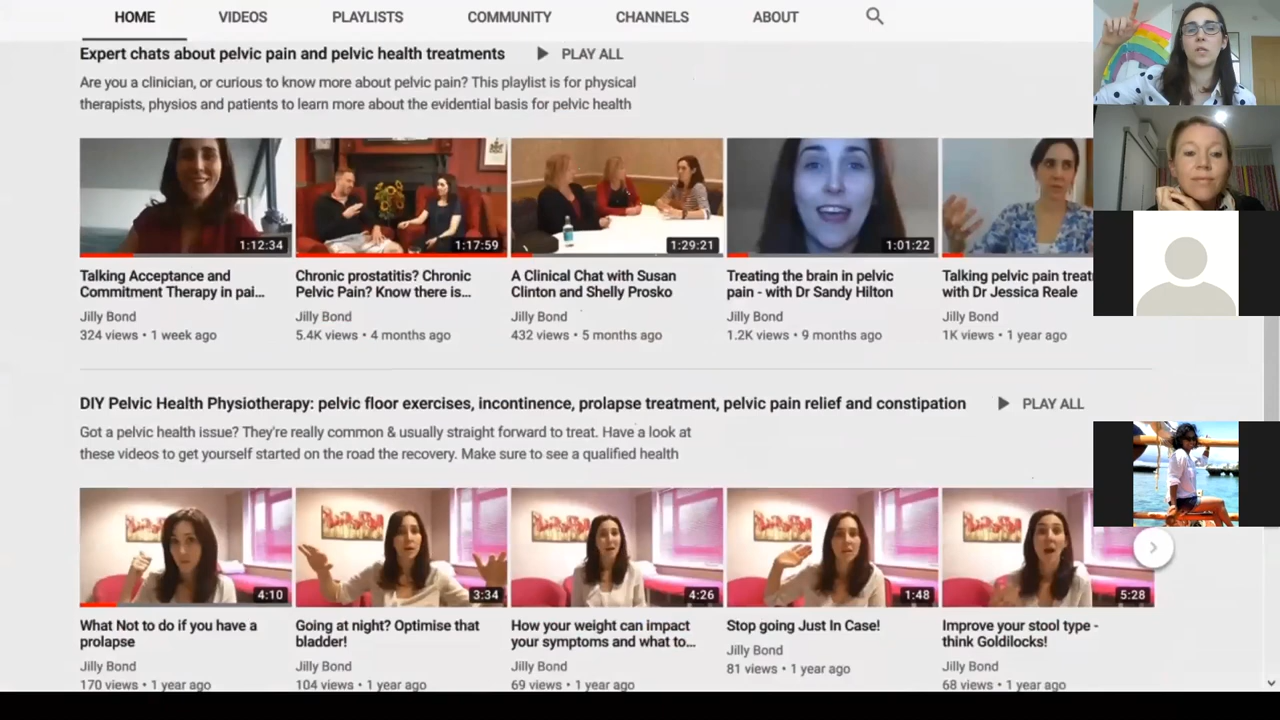 HOME VIDEOS PLAYLISTS COMMUNITY CHANNELS ABOUT
Expert chats about pelvic pain and pelvic health treatments PLAY ALL
Are you a clinician, or curious to know more about pelvic pain? This playlist is for physical
therapists, physios and patients to learn more about the evidential basis for pelvic health
1:12:34 1:17:59 1:29:21 1:01:22
Talking Acceptance and
Commitment Therapy in pai...
Jilly Bond
324 views • 1 week ago
Chronic prostatitis? Chronic
Pelvic Pain? Know there is...
Jilly Bond
5.4K views • 4 months ago
A Clinical Chat with Susan
Clinton and Shelly Prosko
Jilly Bond
432 views • 5 months ago
Treating the brain in pelvic
pain - with Dr Sandy Hilton
Jilly Bond
1.2K views • 9 months ago
Talking pelvic pain treat
with Dr Jessica Reale
Jilly Bond
1K views • 1 year ago
DIY Pelvic Health Physiotherapy: pelvic floor exercises, incontinence, prolapse treatment, pelvic pain relief and constipation PLAY ALL
Got a pelvic health issue? They're really common & usually straight forward to treat. Have a look at
these videos to get yourself started on the road the recovery. Make sure to see a qualified health
4:10 3:34 4:26 1:48 5:28
What Not to do if you have a
prolapse
Jilly Bond
170 views • 1 year ago
Going at night? Optimise that
bladder!
Jilly Bond
104 views • 1 year ago
How your weight can impact
your symptoms and what to...
Jilly Bond
69 views • 1 year ago
Stop going Just In Case!
Jilly Bond
81 views • 1 year ago
Improve your stool type -
think Goldilocks!
Jilly Bond
68 views • 1 year ago